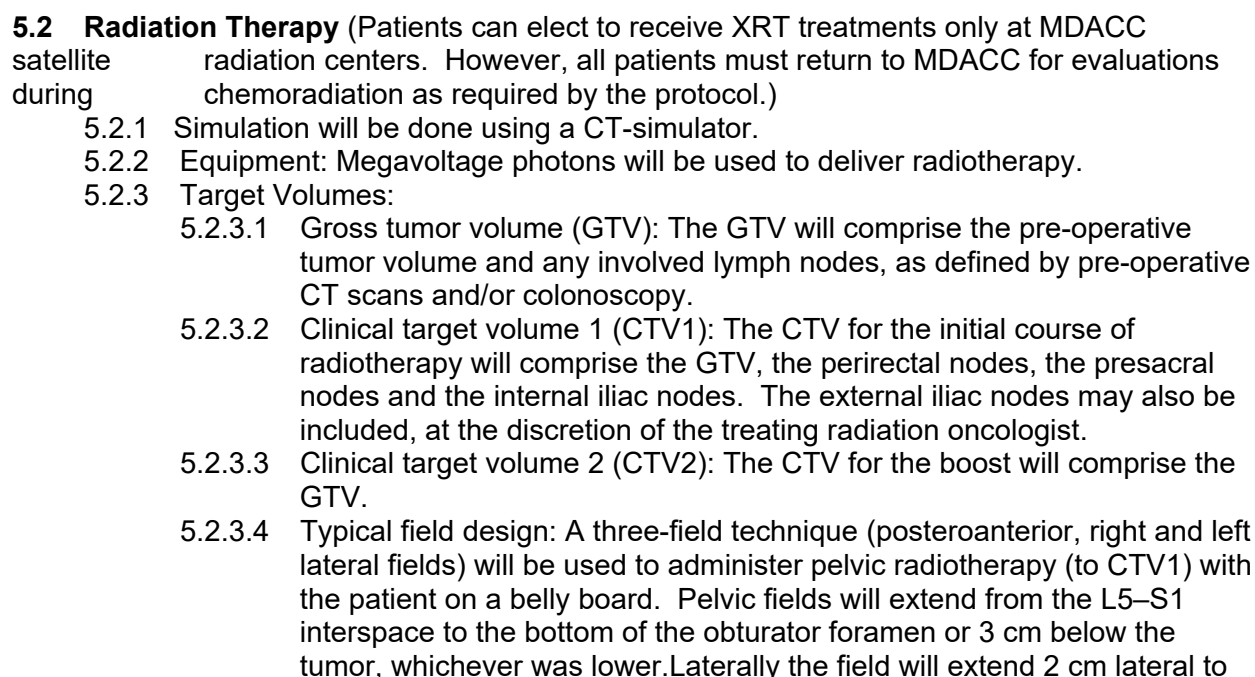 5.2 Radiation Therapy (Patients can elect to receive XRT treatments only at MDACC
satellite radiation centers. However, all patients must return to MDACC for evaluations
during chemoradiation as required by the protocol.)
5.2.1 Simulation will be done using a CT-simulator.
5.2.2 Equipment: Megavoltage photons will be used to deliver radiotherapy.
5.2.3 Target Volumes:
5.2.3.1 Gross tumor volume (GTV): The GTV will comprise the pre-operative
tumor volume and any involved lymph nodes, as defined by pre-operative
CT scans and/or colonoscopy.
5.2.3.2 Clinical target volume 1 (CTV1): The CTV for the initial course of
radiotherapy will comprise the GTV, the perirectal nodes, the presacral
nodes and the internal iliac nodes. The external iliac nodes may also be
included, at the discretion of the treating radiation oncologist.
5.2.3.3 Clinical target volume 2 (CTV2): The CTV for the boost will comprise the
GTV.
5.2.3.4 Typical field design: A three-field technique (posteroanterior, right and left
lateral fields) will be used to administer pelvic radiotherapy (to CTV1) with
the patient on a belly board. Pelvic fields will extend from the L5–S1
interspace to the bottom of the obturator foramen or 3 cm below the
tumor, whichever was lower.Laterally the field will extend 2 cm lateral to